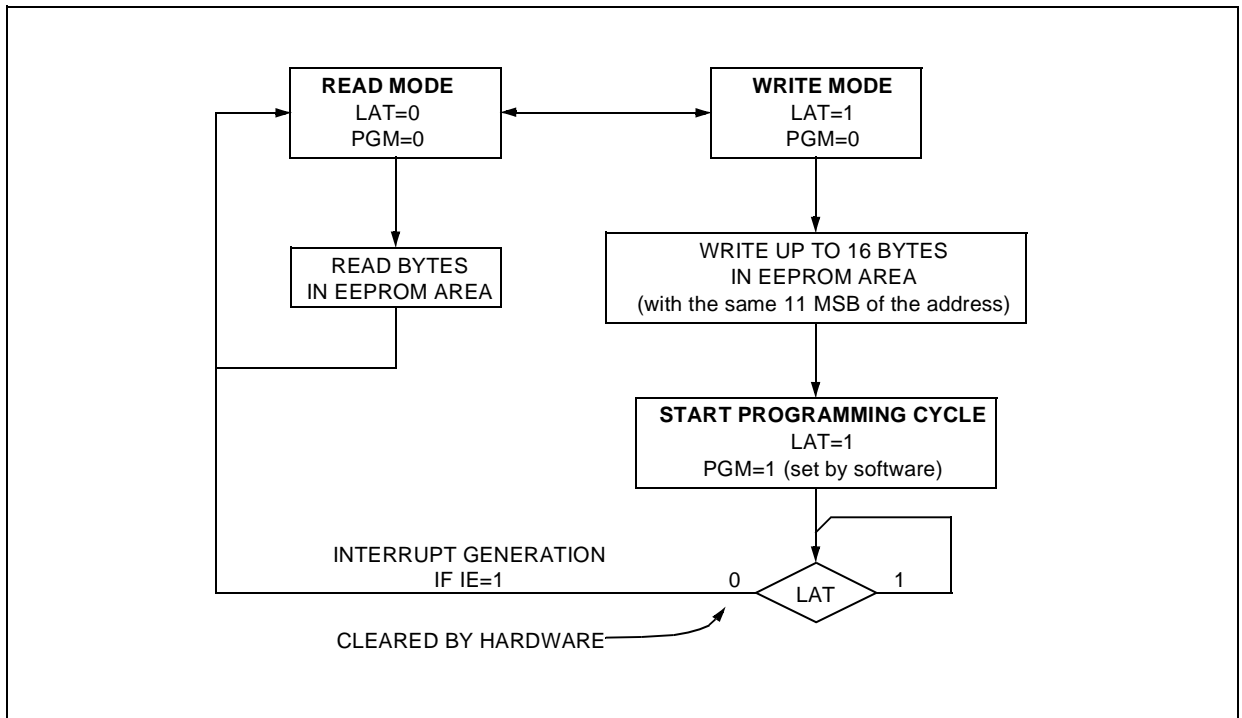 READ MODE
LAT=0
PGM=0
WRITE MODE
LAT=1
PGM=0
READ BYTES
IN EEPROM AREA
WRITE UP TO 16 BYTES
IN EEPROM AREA
(with the same 11 MSB of the address)
START PROGRAMMING CYCLE
LAT=1
PGM=1 (set by software)
INTERRUPT GENERATION
IF IE=1
0
1
LAT
CLEARED BY HARDWARE